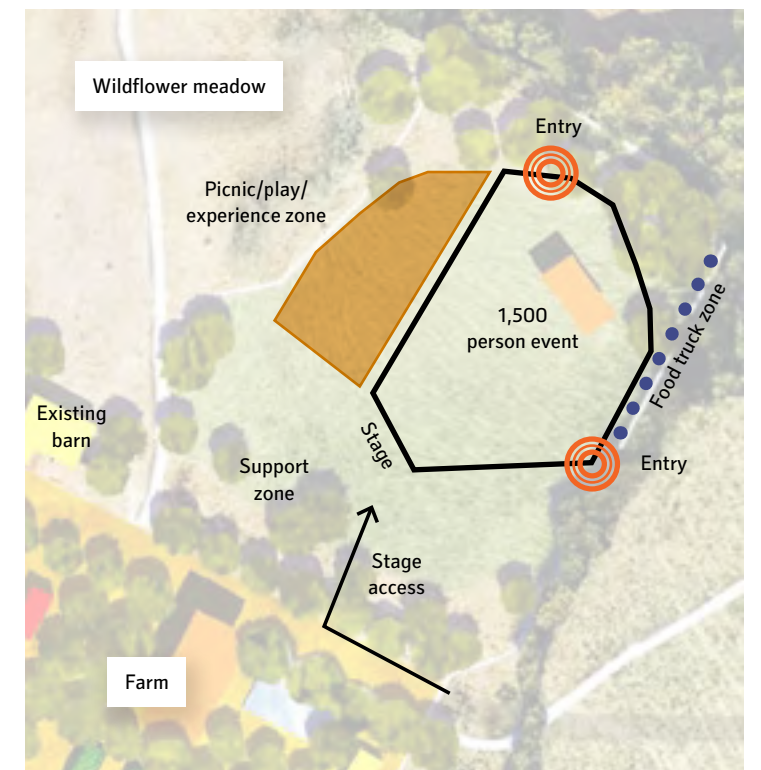 Wildflower meadow
Entry
Picnic/play/
experience zone
1,500
person event
Food truck zone
Existing
barn
Stage
Support
zone
Entry
Stage
access
Farm